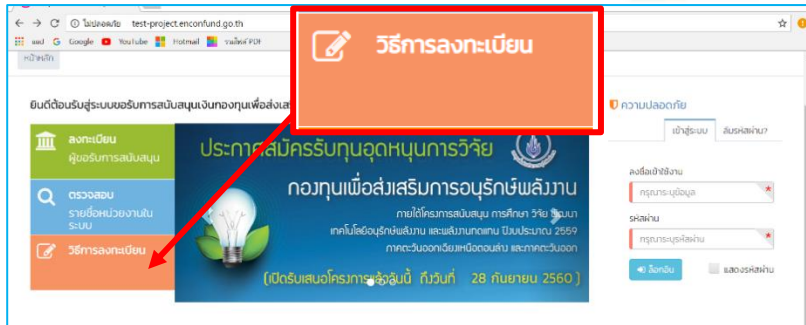 ไม่ปลอดภัย test-project.enconfund.go.th
แอป Google YouTube Hotmail รวมลิงค์ PDF
หน้าหลัก
วิธีการลงทะเบียน
ยินดีต้อนรับสู่ระบบขอรับการสนับสนุนเงินกองทุนเพื่อส่งเส
ลงทะเบียน
ผู้ขอรับการสนับสนุน
ตรวจสอบ
รายชื่อหน่วยงานใน
ระบบ
วิธีการลงทะเบียน
ประกาศสมัครรับทุนอุดหนุนการวิจัย
กองทุนเพื่อส่งเสริมการอนุรักษ์พลังงาน
ภายใต้โครงการสนับสนุน การศึกษา วิจัย พัฒนา
เทคโนโลยีอนุรักษ์พลังงาน และพลังงานทดแทน ปีงบประมาณ 2559
ภาคตะวันออกเฉียงเหนือตอนล่าง และภาคตะวันออก
(เปิดรับเสนอโครงการแล้ววันนี้ ถึงวันที่ 28 กันยายน 2560)
ความปลอดภัย
เข้าสู่ระบบ ลืมรหัสผ่าน?
ลงชื่อเข้าใช้งาน
กรุณาระบุข้อมูล *
รหัสผ่าน
กรุณาระบุรหัสผ่าน *
ล็อกอิน แสดงรหัสผ่าน